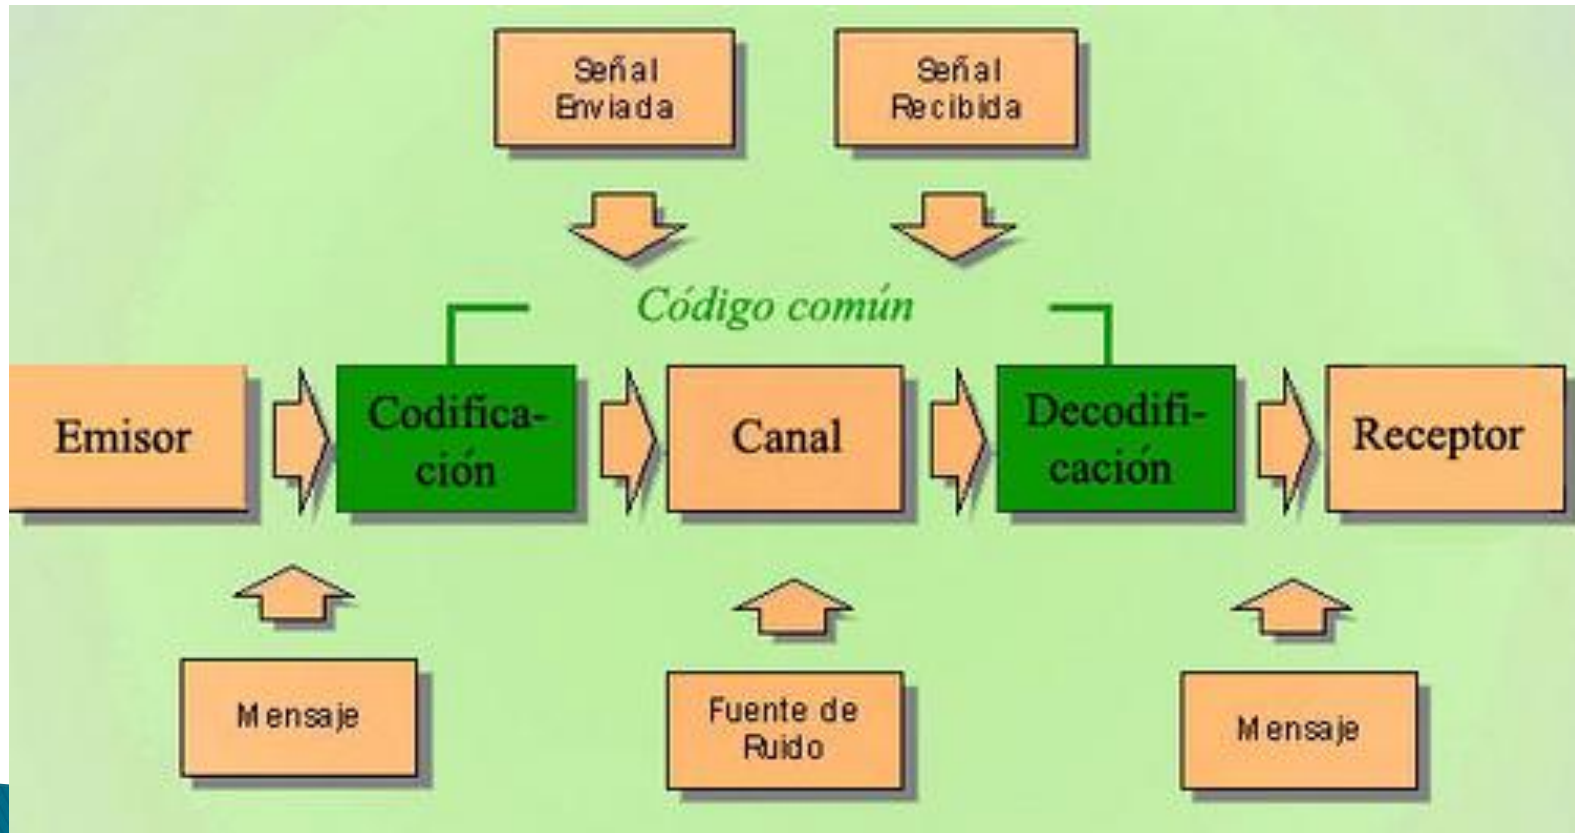 Señal
Enviada
Señal
Recibida
Código común
Emisor
Codifica-
ción
Canal
Decodifi-
cación
Receptor
Mensaje
Fuente de
Ruido
Mensaje